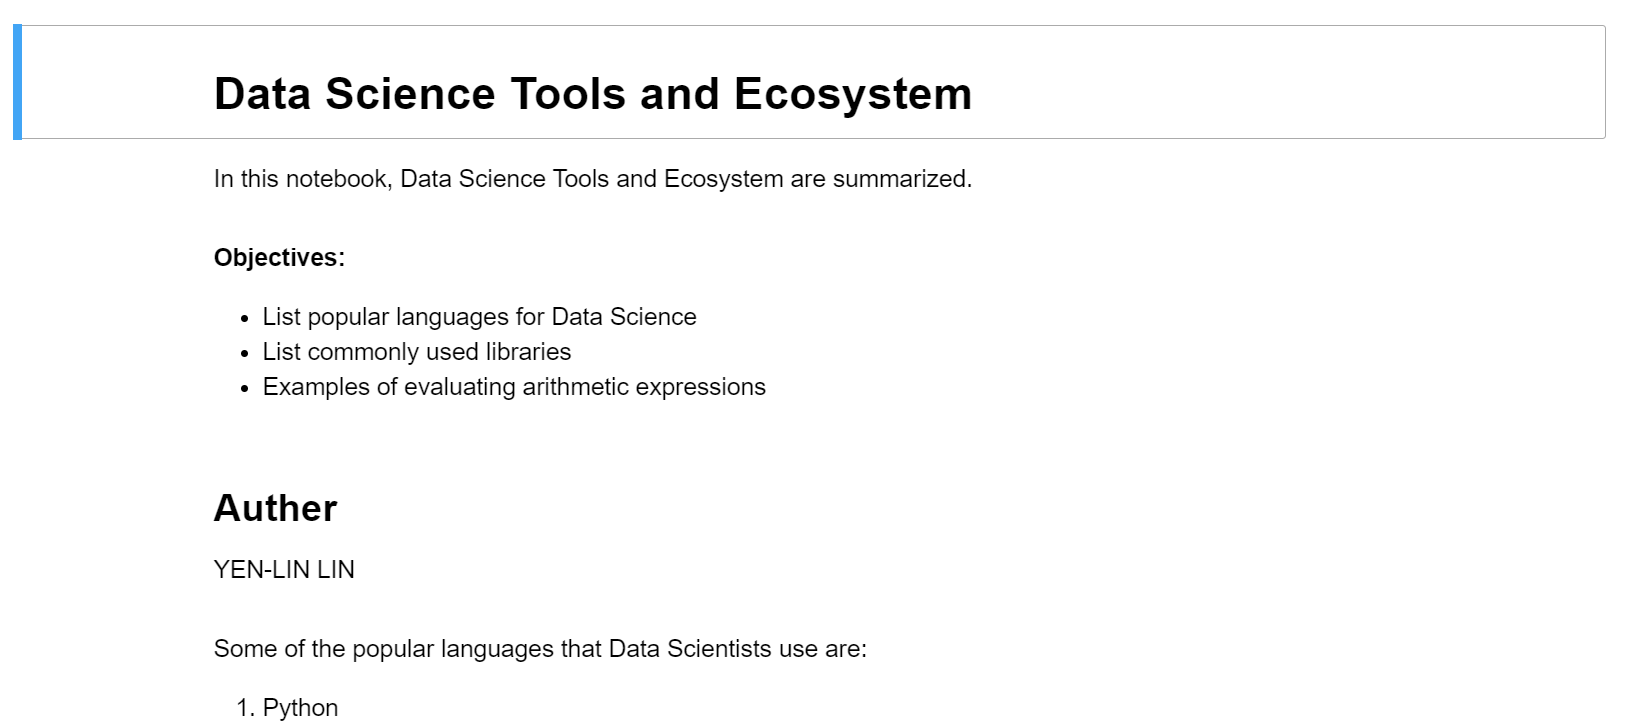 Data Science Tools and Ecosystem
In this notebook, Data Science Tools and Ecosystem are summarized.
Objectives:
• List popular languages for Data Science
• List commonly used libraries
• Examples of evaluating arithmetic expressions
Auther
YEN-LIN LIN
Some of the popular languages that Data Scientists use are:
1. Python